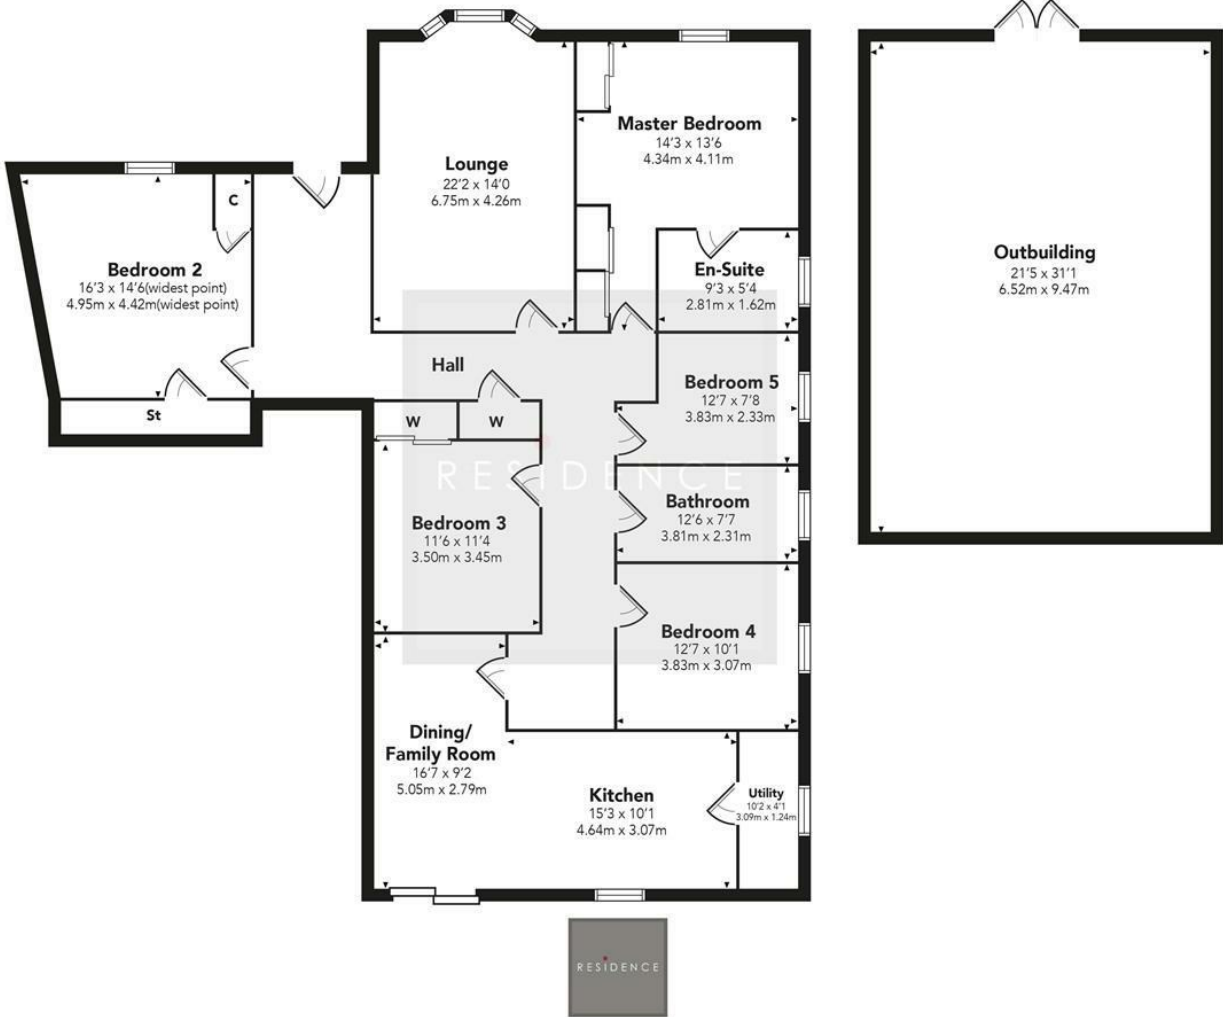 Master Bedroom
14'3 x 13'6
4.34m x 4.11m
Lounge
22'2 x 14'0
6.75m x 4.26m
C
Bedroom 2
16'3 x 14'6(widest point)
4.95m x 4.42m(widest point)
En-Suite
9'3 x 5'4
2.81m x 1.62m
Outbuilding
21'5 x 31'1
6.52m x 9.47m
Hall
Bedroom 5
12'7 x 7'8
3.83m x 2.33m
St
W
W
RESIDENCE
Bathroom
12'6 x 7'7
3.81m x 2.31m
Bedroom 3
11'6 x 11'4
3.50m x 3.45m
Bedroom 4
12'7 x 10'1
3.83m x 3.07m
Dining/
Family Room
16'7 x 9'2
5.05m x 2.79m
Kitchen
15'3 x 10'1
4.64m x 3.07m
Utility
10'2 x 4'1
3.09m x 1.24m
RESIDENCE